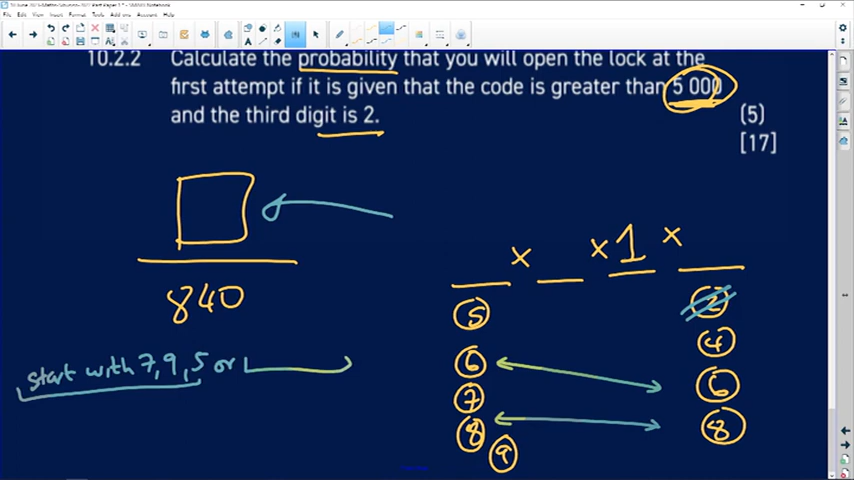 10.2.2 Calculate the probability that you will open the lock at the
first attempt if it is given that the code is greater than 5 000
and the third digit is 2.
(5)
[17]
840
start with 7, 9, 5 or
× × 1 ×
5
6
7
8
9
2
4
6
8